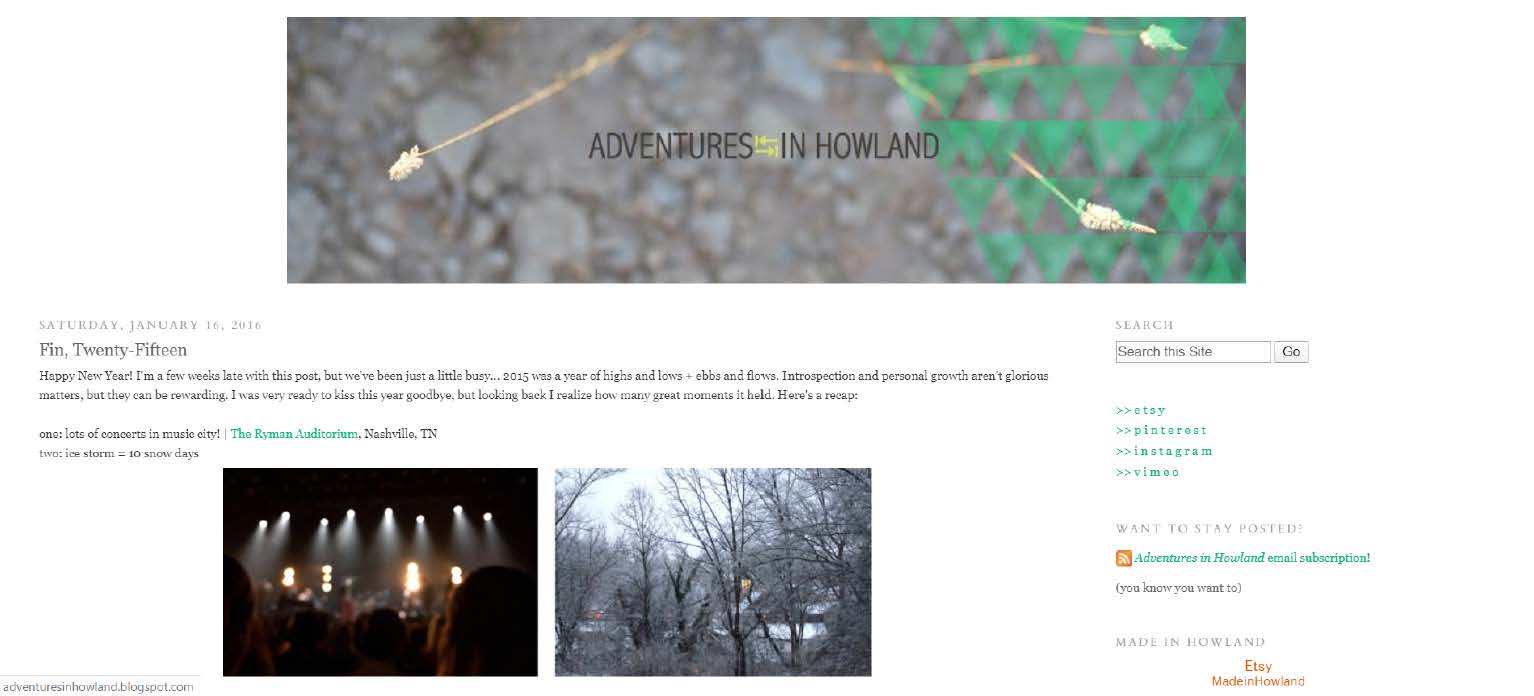 ADVENTURES IN HOWLAND
SATURDAY, JANUARY 16, 2016
Fin, Twenty-Fifteen
Happy New Year! I'm a few weeks late with this post, but we've been just a little busy... 2015 was a year of highs and lows + ebbs and flows. Introspection and personal growth aren't glorious
matters, but they can be rewarding. I was very ready to kiss this year goodbye, but looking back I realize how many great moments it held. Here's a recap:
one: lots of concerts in music city! | The Ryman Auditorium, Nashville, TN
two: ice storm = 10 snow days
SEARCH
Search this Site Go
>>etsy
>>pinterest
>>instagram
>>vimeo
WANT TO STAY POSTED?
Adventures in Howland email subscription!
(you know you want to)
MADE IN HOWLAND
Etsy
MadeinHowland
adventuresinhowland.blogspot.com